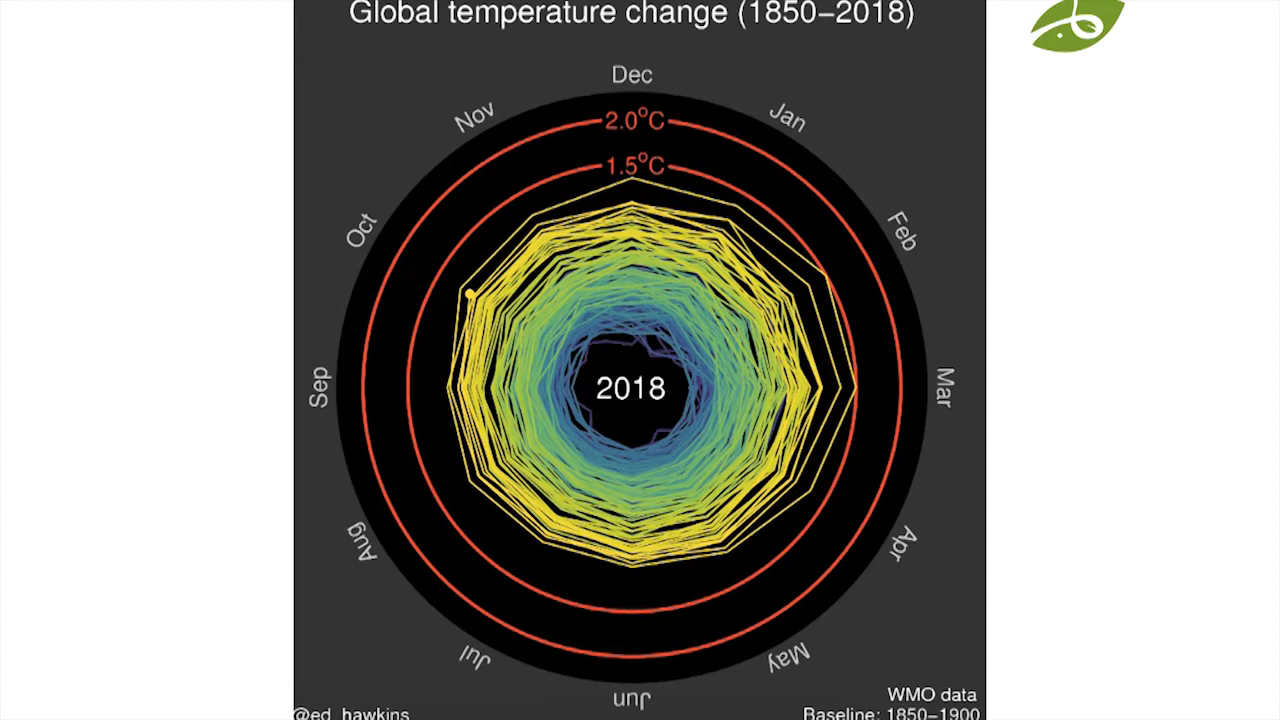 Global temperature change (1850–2018)
Dec
Nov
Jan
2.0°C
1.5°C
Oct
Feb
Sep
2018
Mar
Aug
Apr
Jul
May
Jun
WMO data
@ed_hawkins
Baseline: 1850–1900